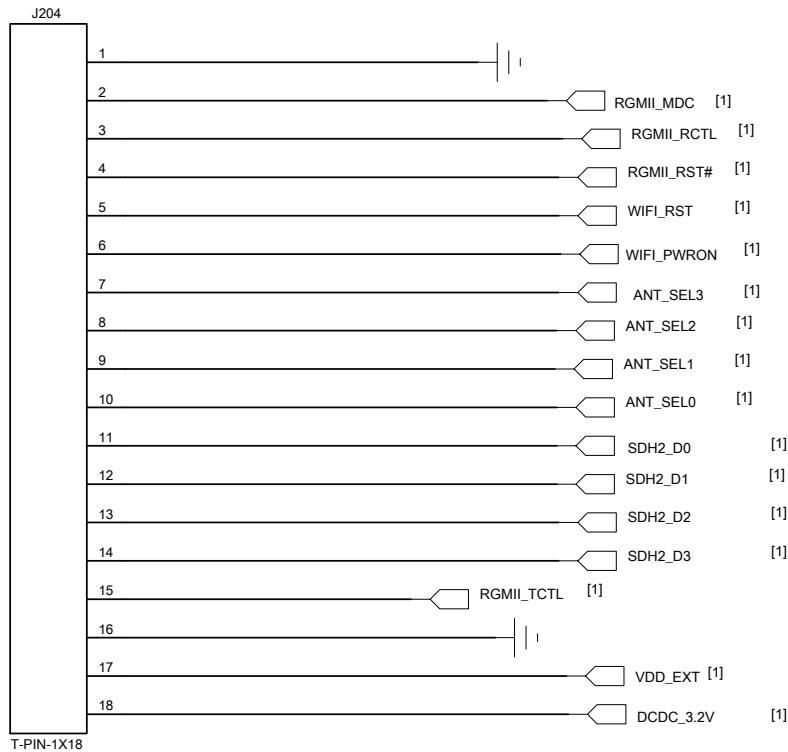 J204
1
2 RGMII_MDC [1]
3 RGMII_RCTL [1]
4 RGMII_RST# [1]
5 WIFI_RST [1]
6 WIFI_PWRON [1]
7 ANT_SEL3 [1]
8 ANT_SEL2 [1]
9 ANT_SEL1 [1]
10 ANT_SEL0 [1]
11 SDH2_D0 [1]
12 SDH2_D1 [1]
13 SDH2_D2 [1]
14 SDH2_D3 [1]
15 RGMII_TCTL [1]
16
17 VDD_EXT [1]
18 DCDC_3.2V [1]
T-PIN-1X18